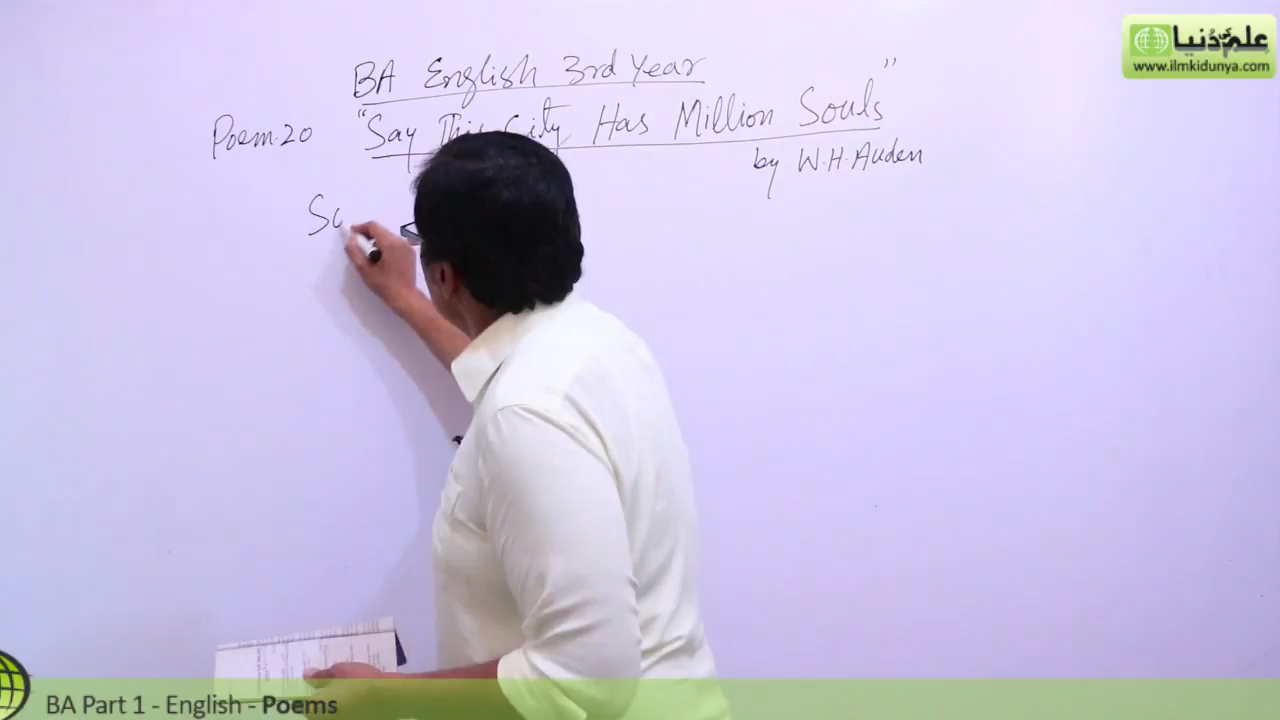 علم کی دنیا
www.ilmkidunya.com
BA English 3rd Year
Poem.20 "Say This City Has Million Souls"
by W.H.Auden
Sa
BA Part 1 - English - Poems